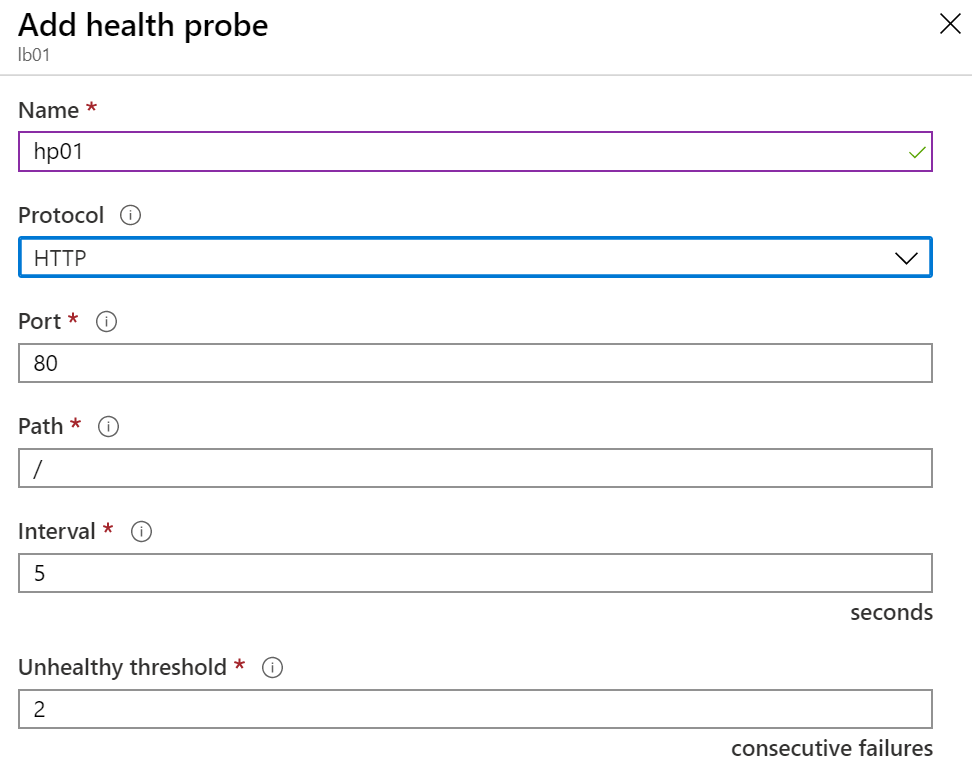 Add health probe
lb01
Name *
hp01
Protocol
HTTP
Port *
80
Path *
/
Interval *
5
seconds
Unhealthy threshold *
2
consecutive failures